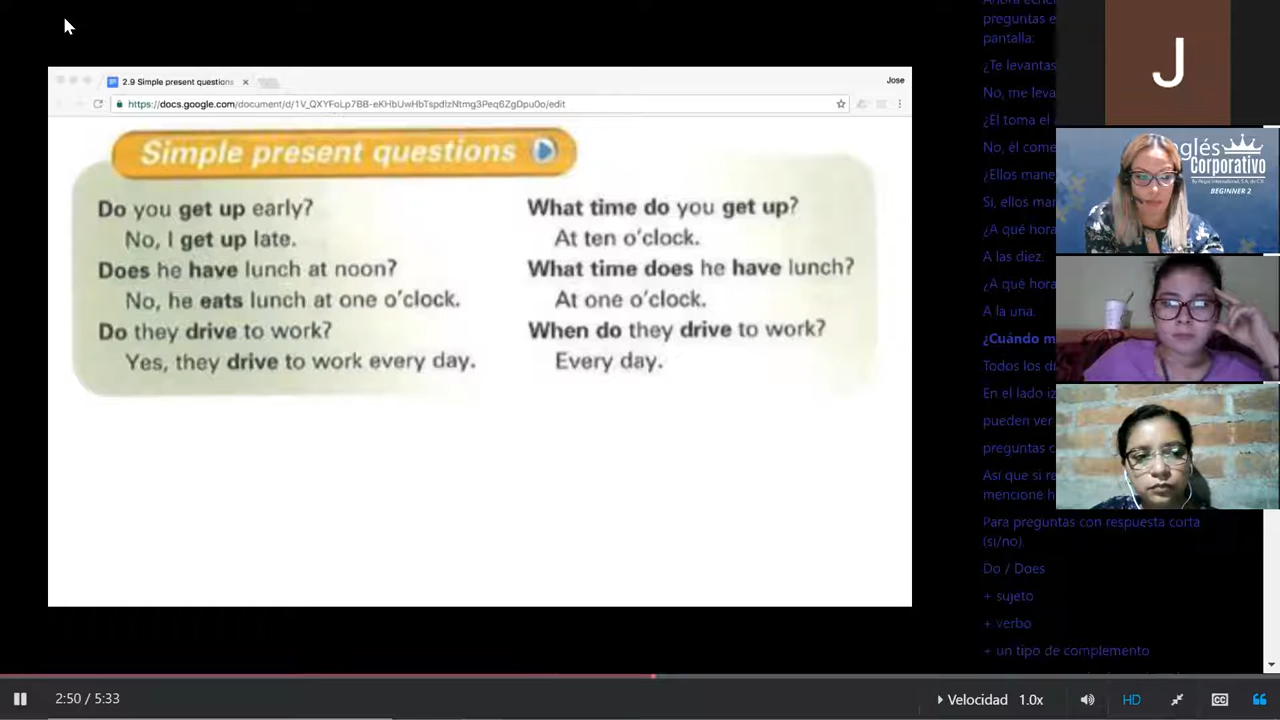 2.9 Simple present questions
Jose
https://docs.google.com/document/d/1V_QXYFoLp7BB-eKHbUwHbTspdIzNtmg3Peq6ZgDpu0o/edit
Simple present questions
Do you get up early?
No, I get up late.
Does he have lunch at noon?
No, he eats lunch at one o'clock.
Do they drive to work?
Yes, they drive to work every day.
What time do you get up?
At ten o'clock.
What time does he have lunch?
At one o'clock.
When do they drive to work?
Every day.
preguntas e
pantalla:
¿Te levantas
No, me leva
¿Él toma el
No, él come
¿Ellos mane
Si, ellos mar
¿A qué hora
A las diez.
¿A qué hora
A la una.
¿Cuándo m
Todos los d
En el lado iz
pueden ver
preguntas c
Así que si re
mencioné h
Para preguntas con respuesta corta
(si/no).
Do / Does
+ sujeto
+ verbo
+ un tipo de complemento
J
nglés
Corporativo
BEGINNER 2
2:50 / 5:33
Velocidad 1.0x
HD
CC